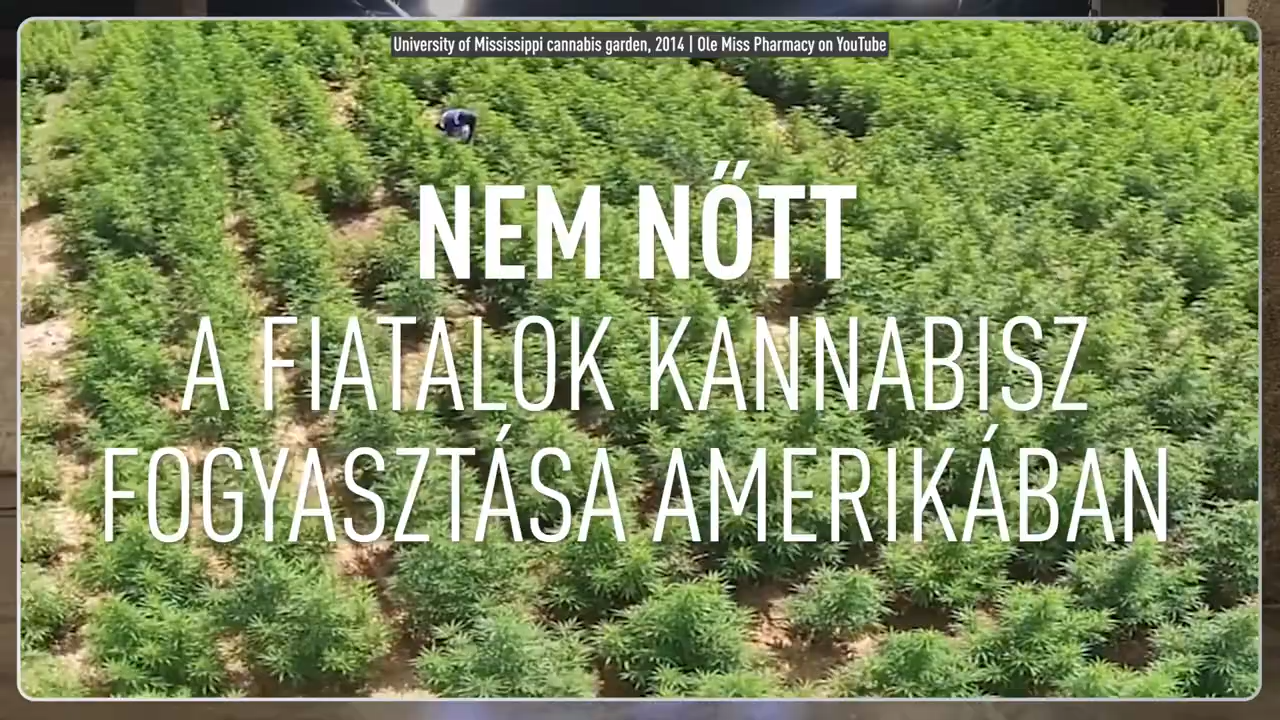 University of Mississippi cannabis garden, 2014 | Ole Miss Pharmacy on YouTube
NEM NŐTT
A FIATALOK KANNABISZ
FOGYASZTÁSA AMERIKÁBAN